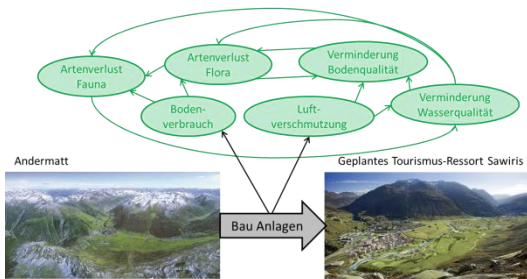 Artenverlust
Fauna
Artenverlust
Flora
Verminderung
Bodenqualität
Boden-
verbrauch
Luft-
verschmutzung
Verminderung
Wasserqualität
Andermatt
Geplantes Tourismus-Ressort Sawiris
Bau Anlagen